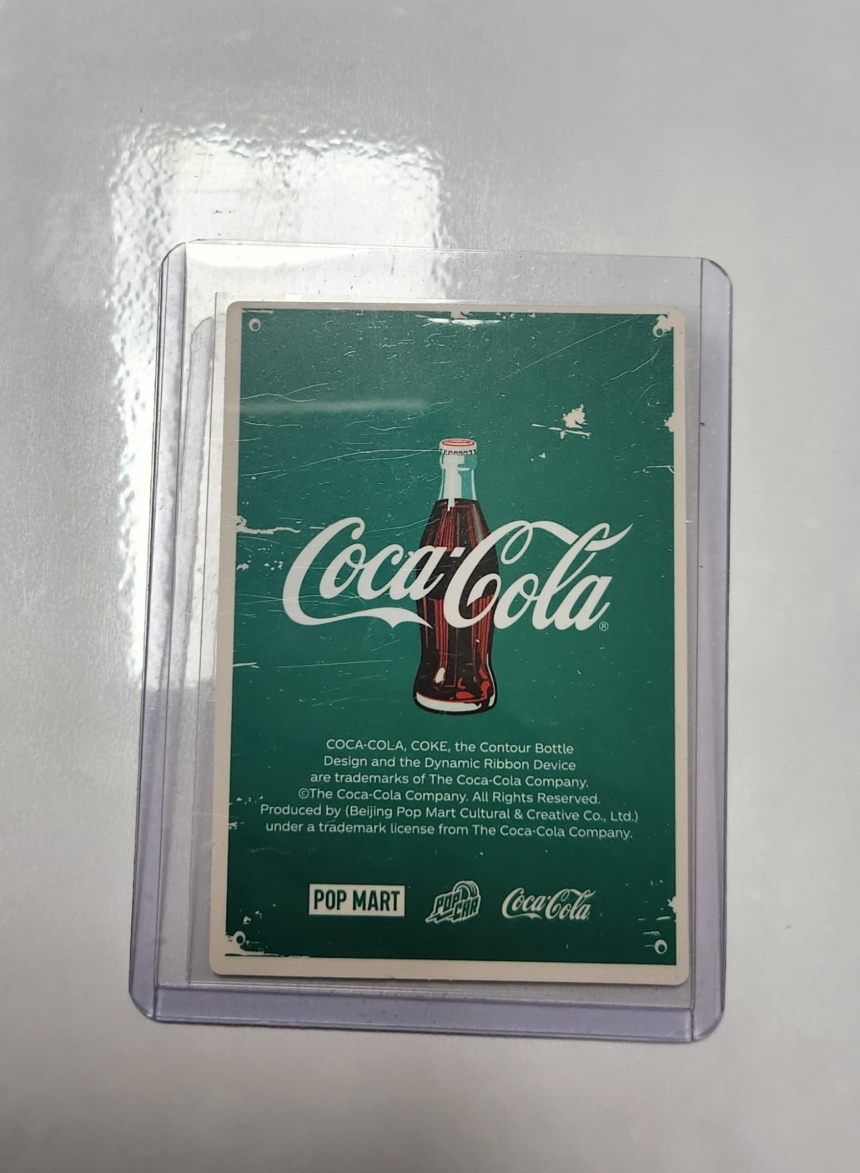 Coca-Cola®
COCA-COLA, COKE, the Contour Bottle
Design and the Dynamic Ribbon Device
are trademarks of The Coca-Cola Company.
©The Coca-Cola Company. All Rights Reserved.
Produced by (Beijing Pop Mart Cultural & Creative Co., Ltd.)
under a trademark license from The Coca-Cola Company.
POP MART POP CAR Coca-Cola